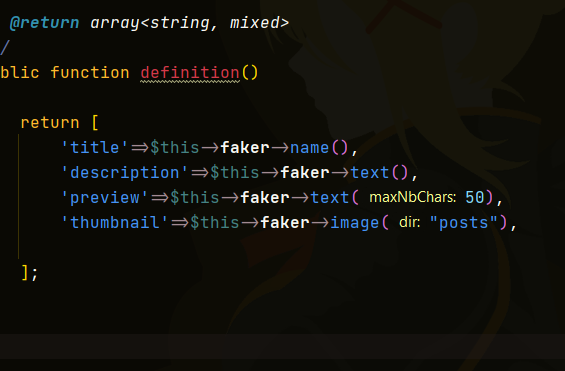 @return array<string, mixed>
/
blic function definition()
return [
'title'=>$this->faker->name(),
'description'=>$this->faker->text(),
'preview'=>$this->faker->text( maxNbChars: 50),
'thumbnail'=>$this->faker->image( dir: "posts"),
];